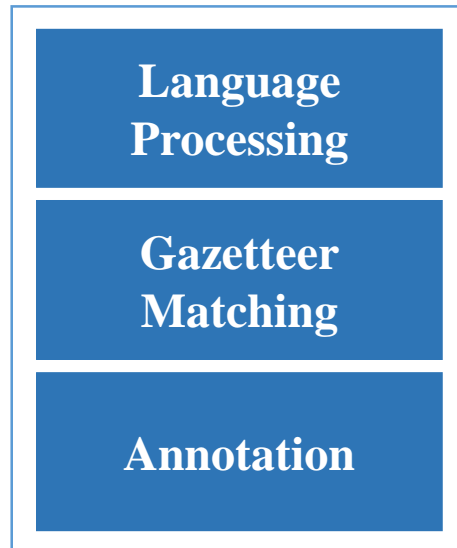 Language
Processing
Gazetteer
Matching
Annotation